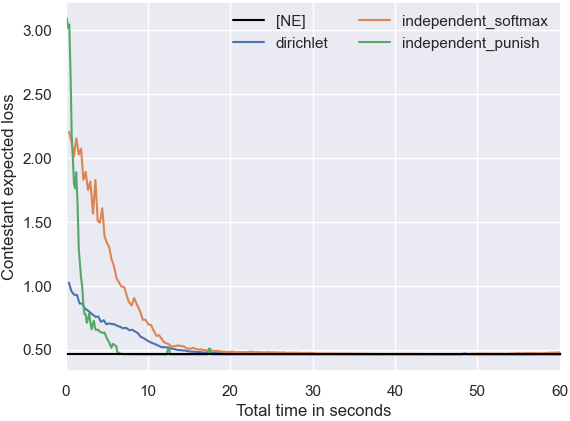 [NE]
dirichlet
independent_softmax
independent_punish
Contestant expected loss
3.00
2.50
2.00
1.50
1.00
0.50
0 10 20 30 40 50 60
Total time in seconds